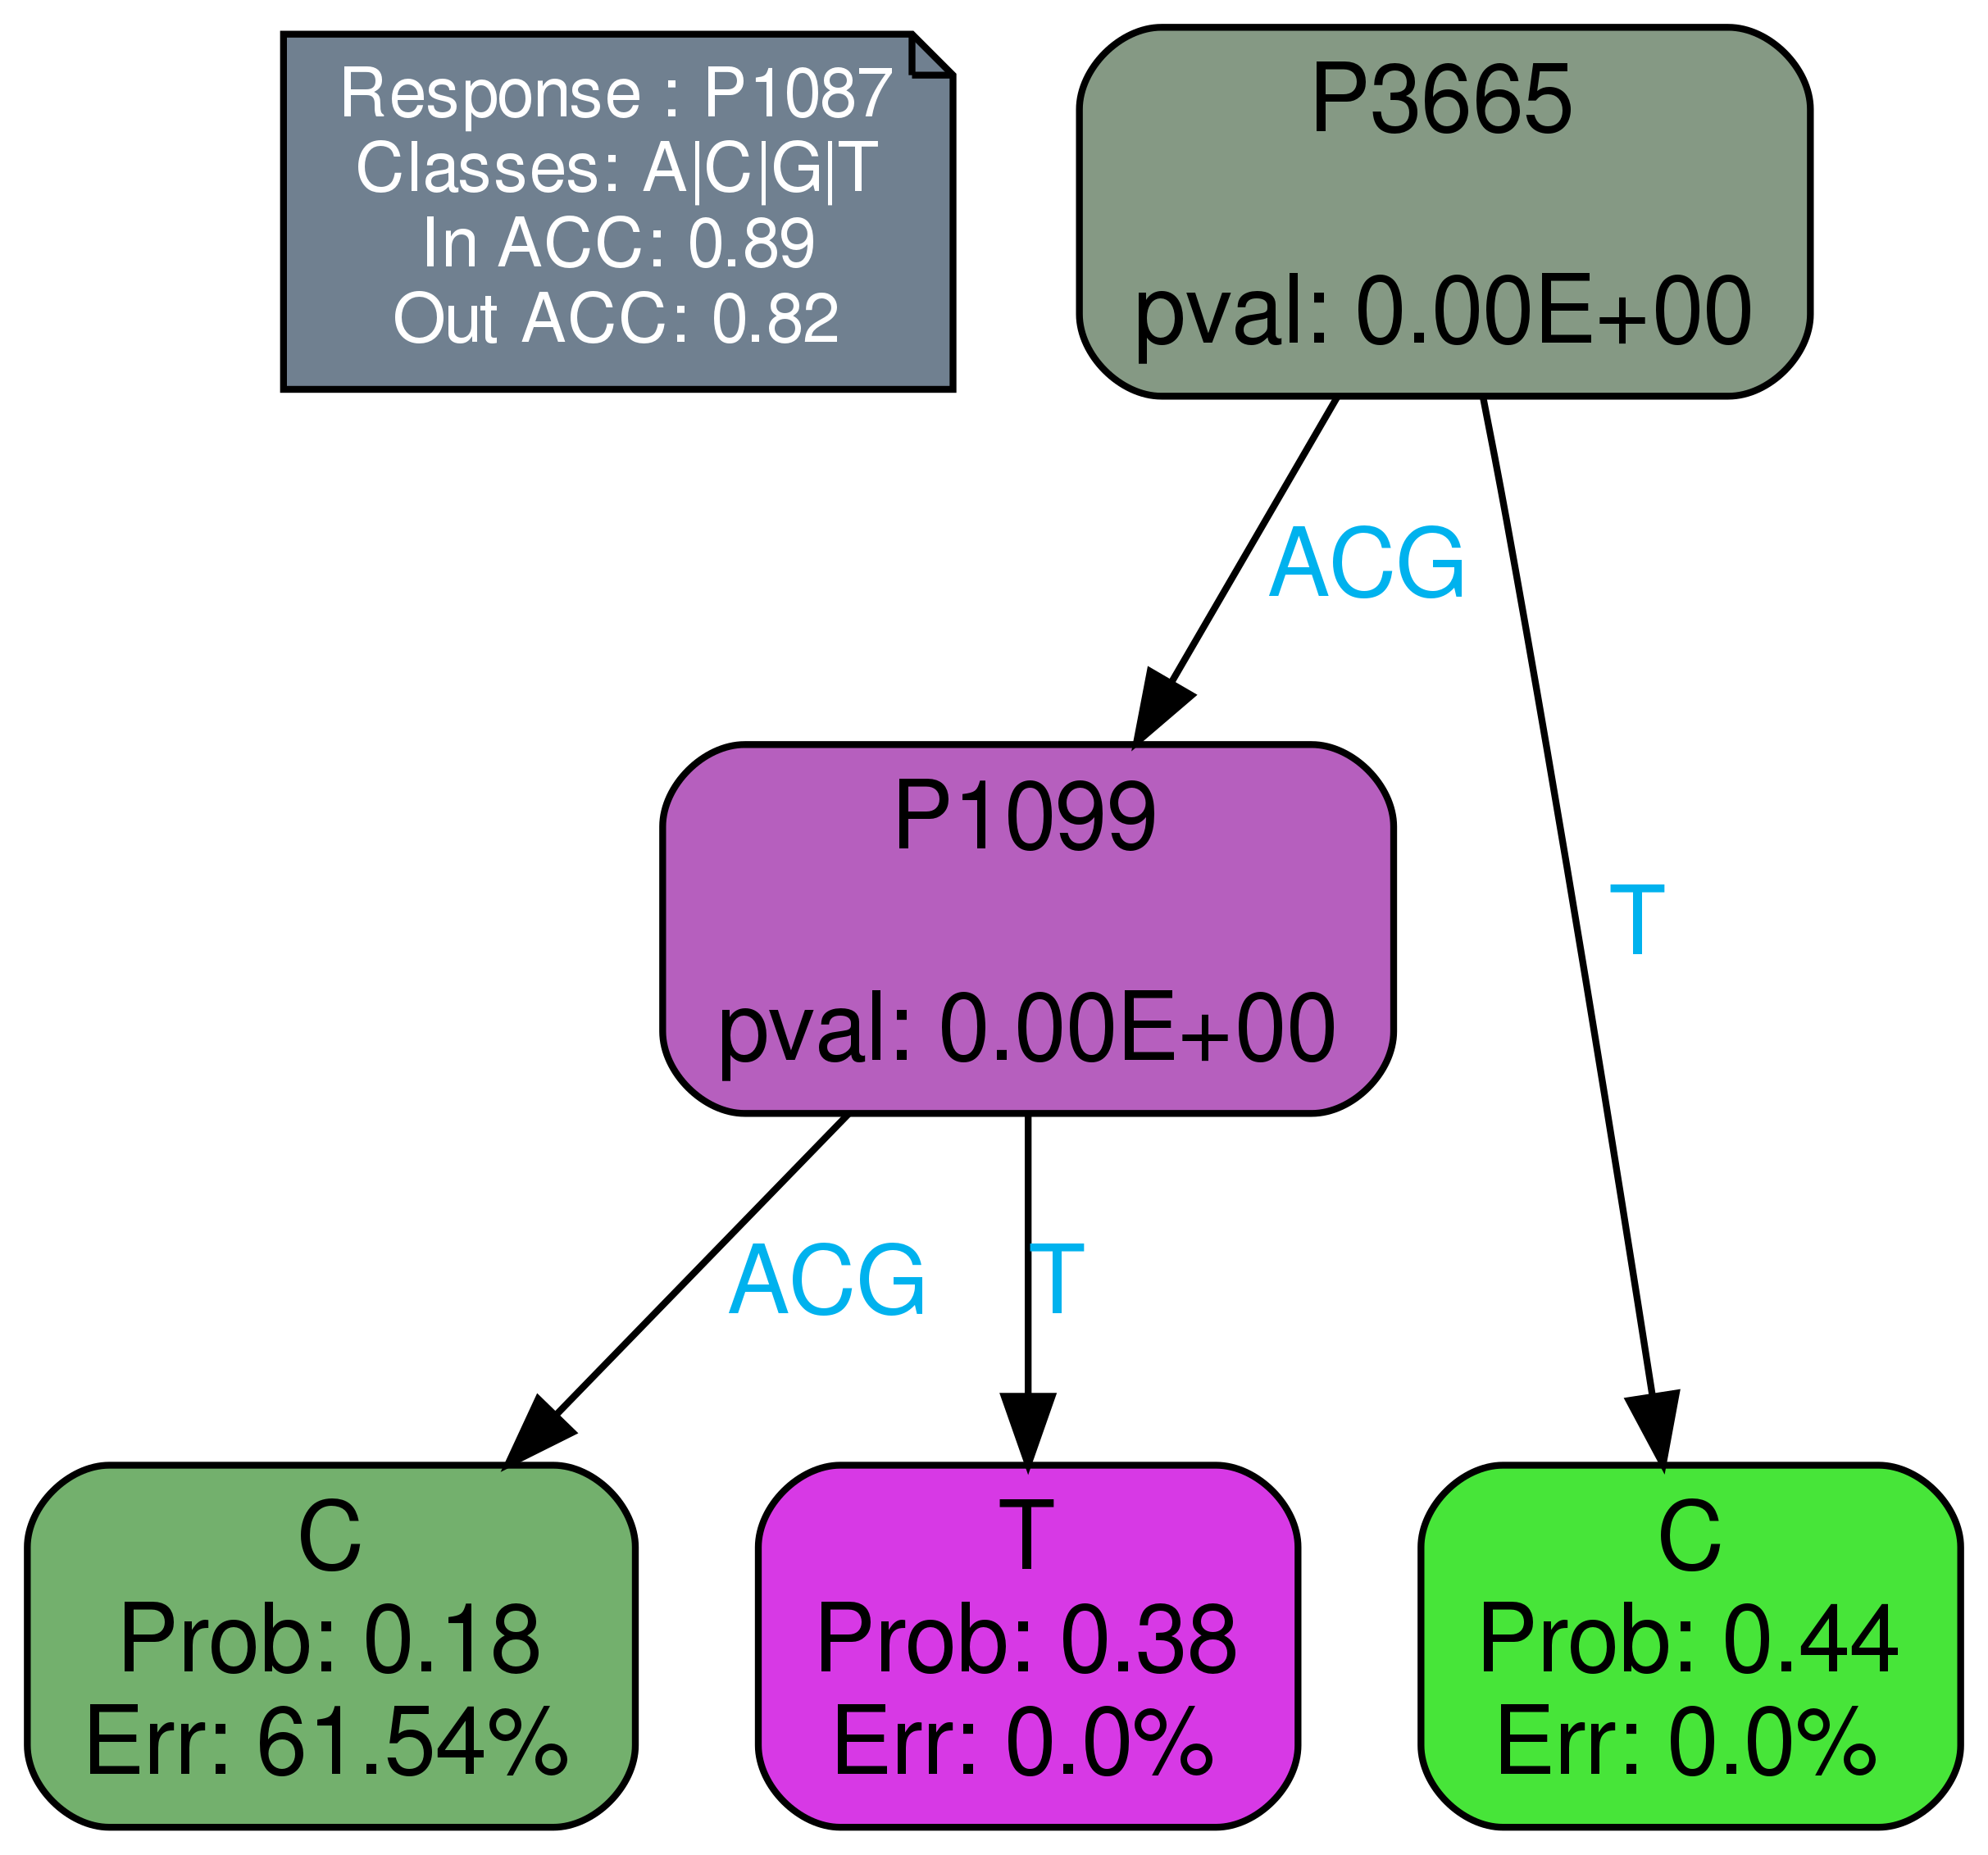 Response : P1087
Classes: A|C|G|T
In ACC: 0.89
Out ACC: 0.82
P3665
pval: 0.00E+00
ACG
T
P1099
pval: 0.00E+00
ACG
T
C
Prob: 0.18
Err: 61.54%
T
Prob: 0.38
Err: 0.0%
C
Prob: 0.44
Err: 0.0%